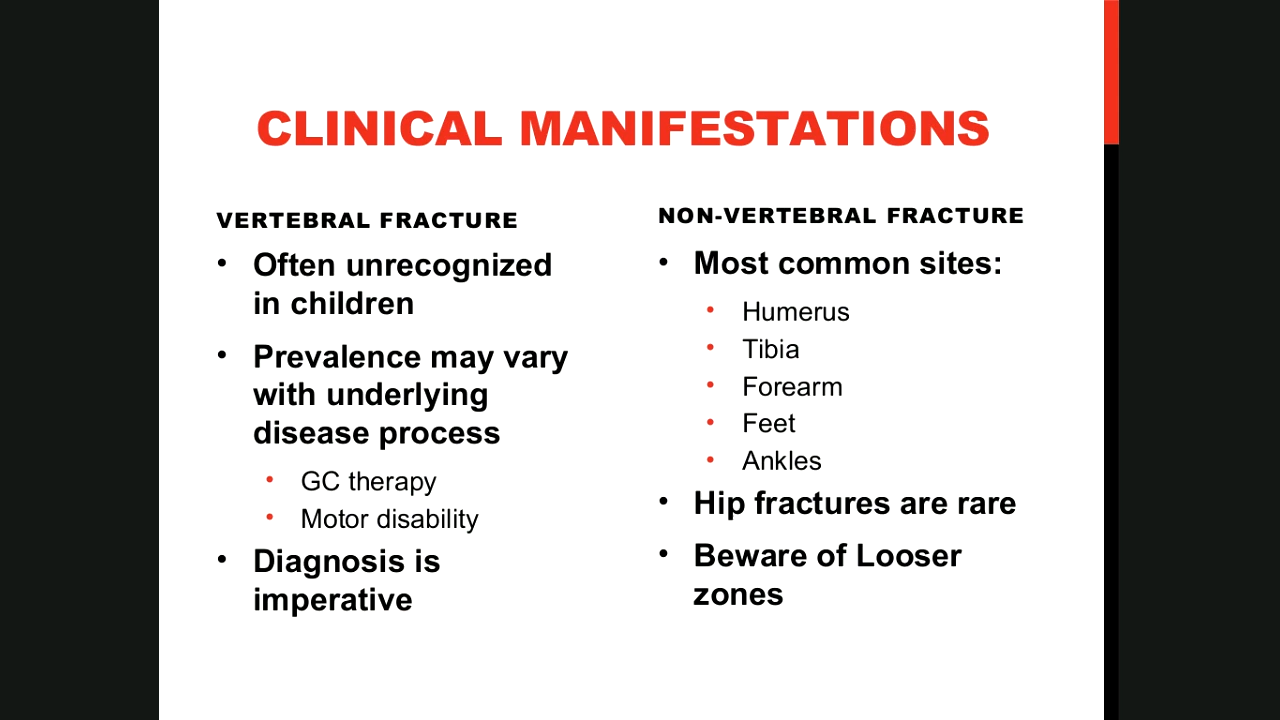 CLINICAL MANIFESTATIONS
VERTEBRAL FRACTURE
• Often unrecognized
in children
• Prevalence may vary
with underlying
disease process
• GC therapy
• Motor disability
• Diagnosis is
imperative
NON-VERTEBRAL FRACTURE
• Most common sites:
• Humerus
• Tibia
• Forearm
• Feet
• Ankles
• Hip fractures are rare
• Beware of Looser
zones